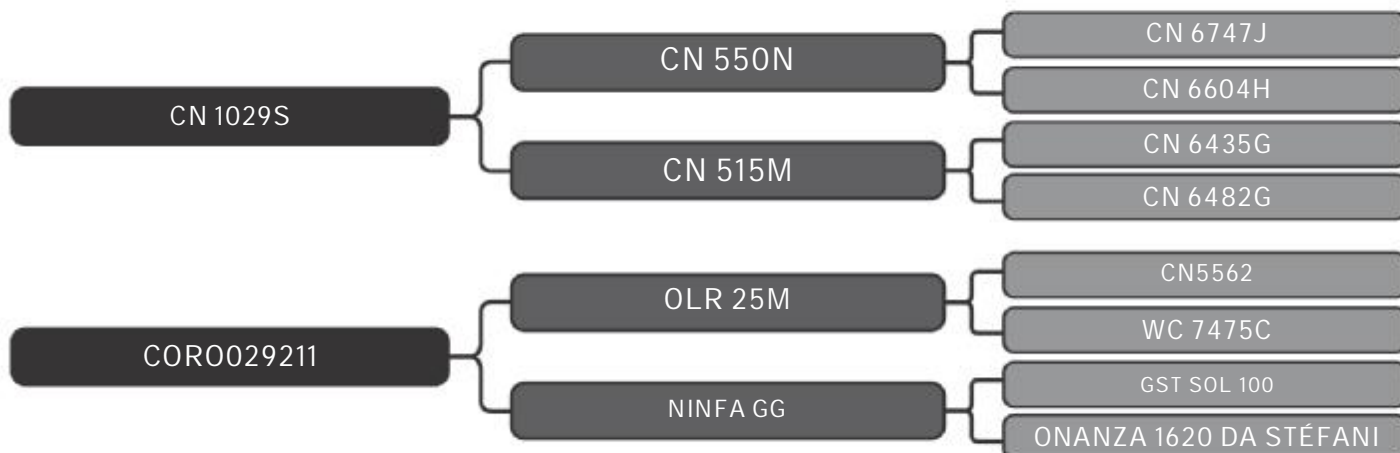 CN 1029S
CN 550N
CN 6747J
CN 6604H
CN 515M
CN 6435G
CN 6482G
CORO029211
OLR 25M
CN5562
WC 7475C
NINFA GG
GST SOL 100
ONANZA 1620 DA STÉFANI